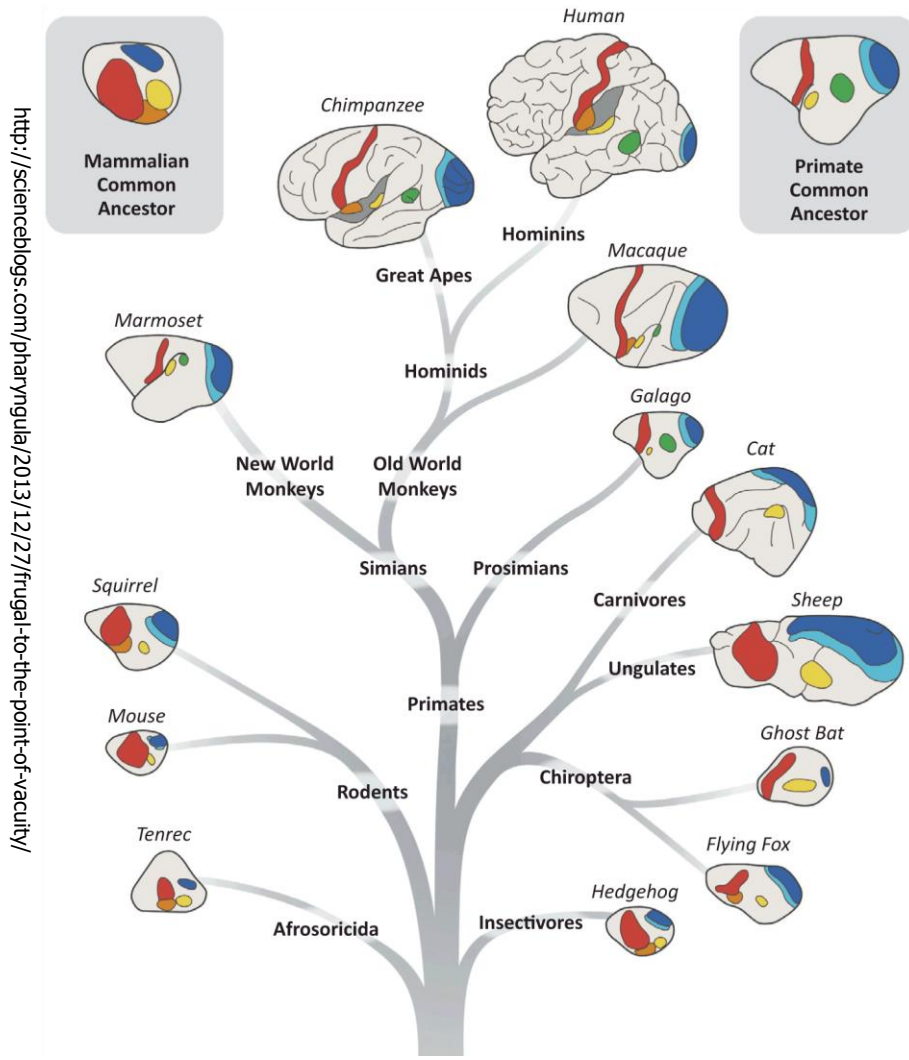 http://scienceblogs.com/pharyngula/2013/12/27/frugal-to-the-point-of-vacuity/
Mammalian
Common
Ancestor
Human
Chimpanzee
Primate
Common
Ancestor
Hominins
Great Apes
Macaque
Marmoset
Hominids
Galago
New World
Monkeys
Old World
Monkeys
Cat
Simians
Prosimians
Squirrel
Carnivores
Sheep
Ungulates
Primates
Mouse
Ghost Bat
Chiroptera
Rodents
Tenrec
Flying Fox
Hedgehog
Afrosoricida
Insectivores